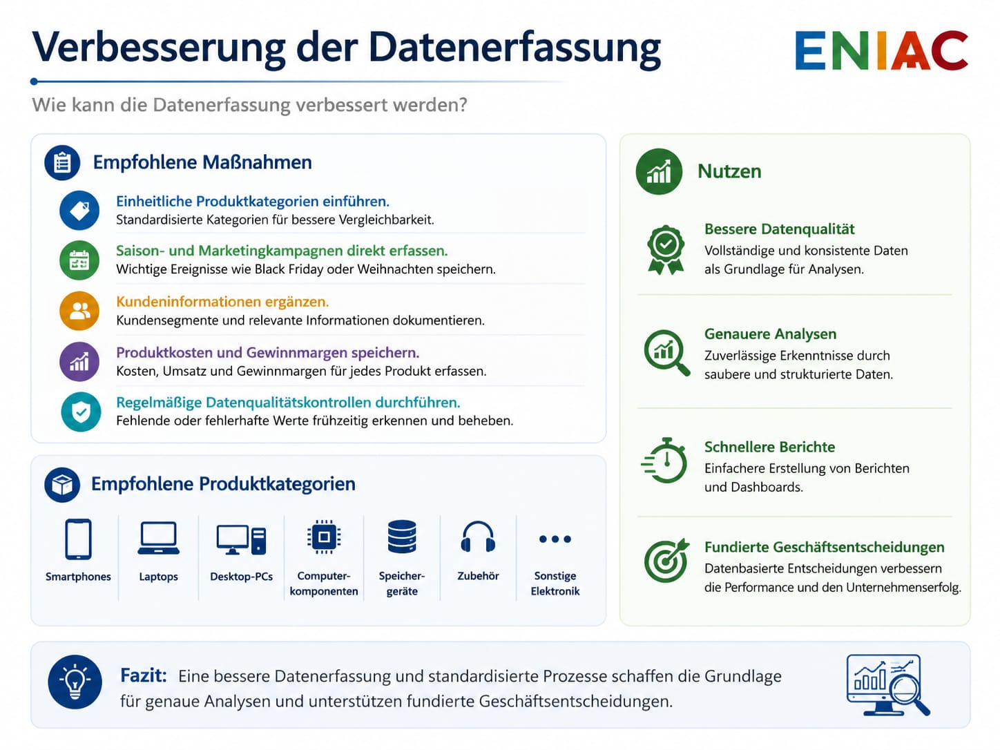 Verbesserung der Datenerfassung
ENIAC
Wie kann die Datenerfassung verbessert werden?
Empfohlene Maßnahmen
Einheitliche Produktkategorien einführen.
Standardisierte Kategorien für bessere Vergleichbarkeit.
Saison- und Marketingkampagnen direkt erfassen.
Wichtige Ereignisse wie Black Friday oder Weihnachten speichern.
Kundeninformationen ergänzen.
Kundensegmente und relevante Informationen dokumentieren.
Produktkosten und Gewinnmargen speichern.
Kosten, Umsatz und Gewinnmargen für jedes Produkt erfassen.
Regelmäßige Datenqualitätskontrollen durchführen.
Fehlende oder fehlerhafte Werte frühzeitig erkennen und beheben.
Empfohlene Produktkategorien
Smartphones
Laptops
Desktop-PCs
Computer-
komponenten
Speicher-
geräte
Zubehör
Sonstige
Elektronik
Nutzen
Bessere Datenqualität
Vollständige und konsistente Daten
als Grundlage für Analysen.
Genauere Analysen
Zuverlässige Erkenntnisse durch
saubere und strukturierte Daten.
Schnellere Berichte
Einfachere Erstellung von Berichten
und Dashboards.
Fundierte Geschäftsentscheidungen
Datenbasierte Entscheidungen verbessern
die Performance und den Unternehmenserfolg.
Fazit: Eine bessere Datenerfassung und standardisierte Prozesse schaffen die Grundlage
für genaue Analysen und unterstützen fundierte Geschäftsentscheidungen.